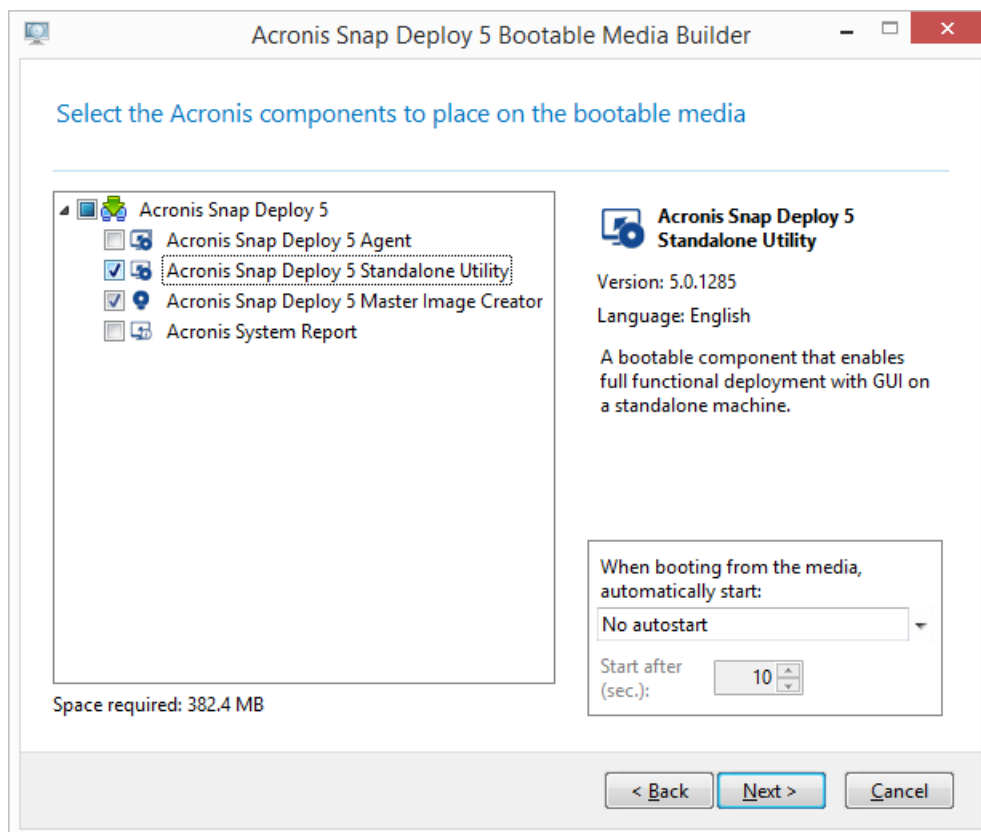 Acronis Snap Deploy 5 Bootable Media Builder
Select the Acronis components to place on the bootable media
Acronis Snap Deploy 5
Acronis Snap Deploy 5 Agent
Acronis Snap Deploy 5 Standalone Utility
Acronis Snap Deploy 5 Master Image Creator
Acronis System Report
Space required: 382.4 MB
Acronis Snap Deploy 5
Standalone Utility
Version: 5.0.1285
Language: English
A bootable component that enables
full functional deployment with GUI on
a standalone machine.
When booting from the media,
automatically start:
No autostart
Start after
(sec.):
10
< Back
Next >
Cancel